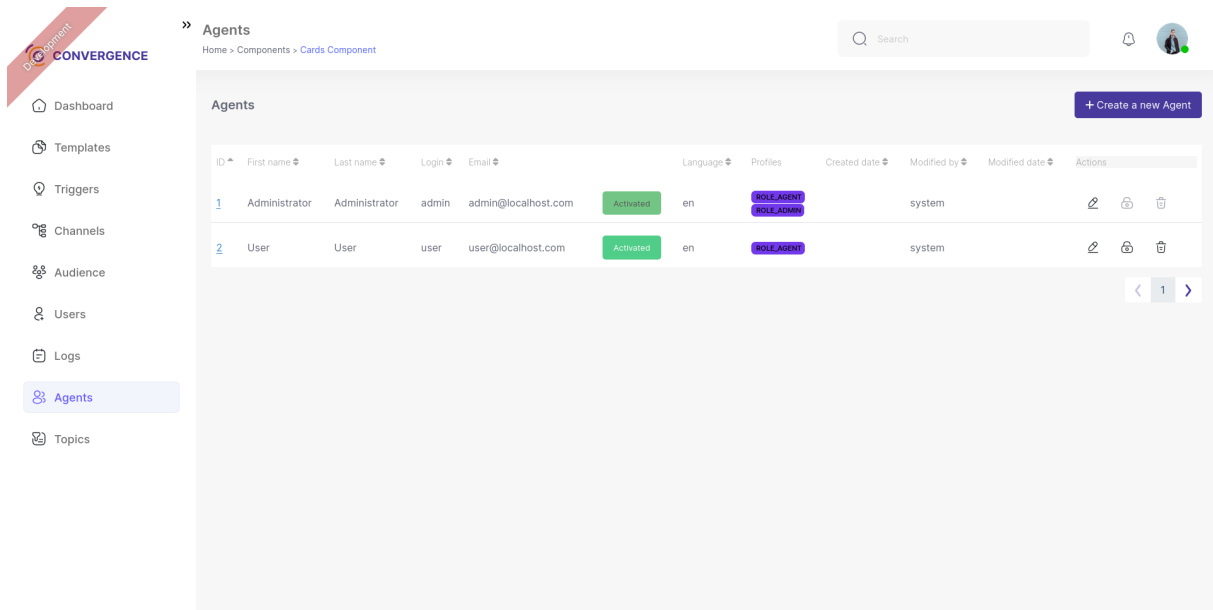 Development
CONVERGENCE
Agents
Home > Components > Cards Component
Search
Dashboard
Templates
Triggers
Channels
Audience
Users
Logs
Agents
Topics
Agents
+ Create a new Agent
ID First name Last name Login Email Language Profiles Created date Modified by Modified date Actions
1 Administrator Administrator admin admin@localhost.com Activated en ROLE_AGENT system
ROLE_ADMIN
2 User User user user@localhost.com Activated en ROLE_AGENT system
1